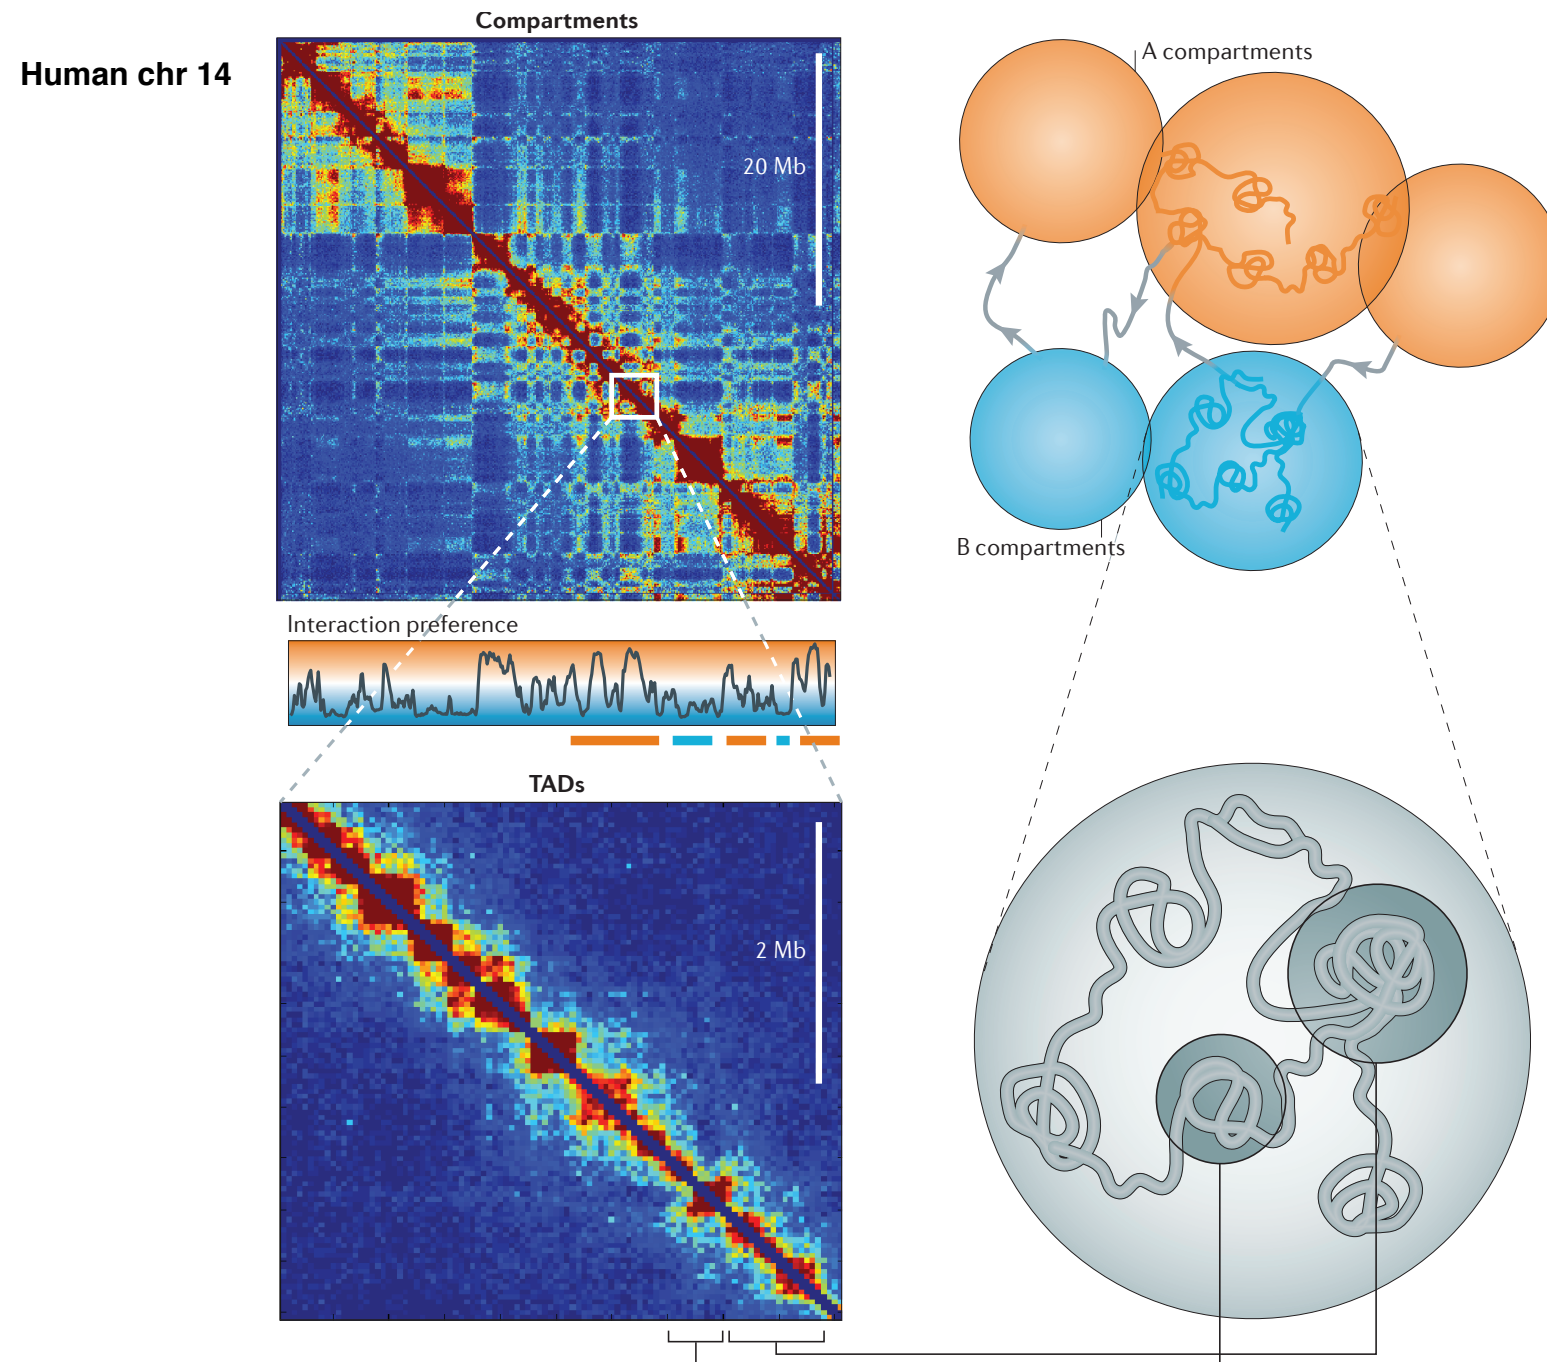 Compartments
Human chr 14
20 Mb
A compartments
B compartments
Interaction preference
TADs
2 Mb